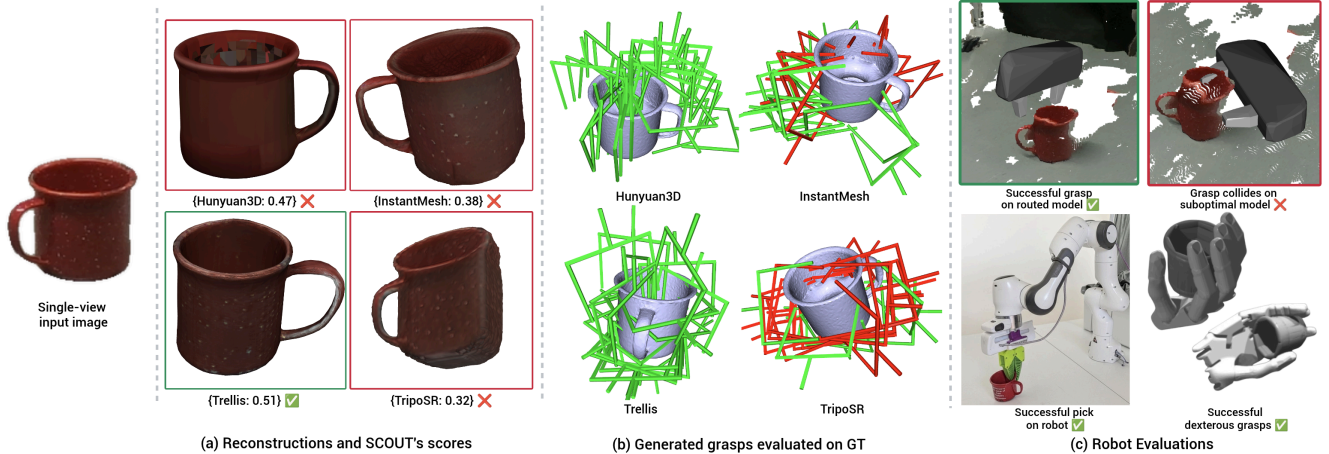 Single-view
input image
{Hunyuan3D: 0.47} ❌
{InstantMesh: 0.38} ❌
{Trellis: 0.51} ✅
{TripoSR: 0.32} ❌
(a) Reconstructions and SCOUT's scores
Hunyuan3D
InstantMesh
Trellis
TripoSR
(b) Generated grasps evaluated on GT
Successful grasp
on routed model ✅
Grasp collides on
suboptimal model ❌
Successful pick
on robot ✅
Successful
dexterous grasps ✅
(c) Robot Evaluations